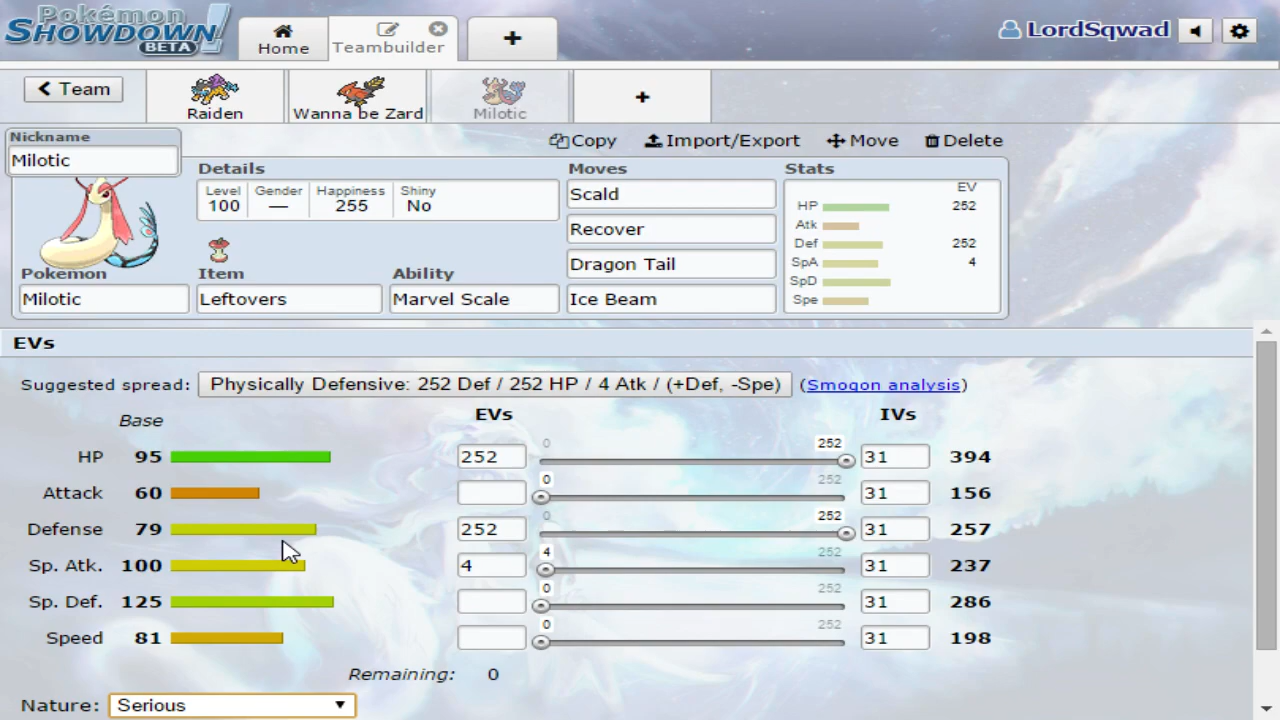 Pokémon
SHOWDOWN!
BETA
Home
Teambuilder
+
LordSqwad
< Team
Raiden
Wanna be Zard
Milotic
+
Nickname
Milotic
Copy Import/Export Move Delete
Details
Level Gender Happiness Shiny
100 — 255 No
Pokémon
Milotic
Item
Leftovers
Ability
Marvel Scale
Moves
Scald
Recover
Dragon Tail
Ice Beam
Stats
EV
HP 252
Atk
Def 252
SpA 4
SpD
Spe
EVs
Suggested spread: Physically Defensive: 252 Def / 252 HP / 4 Atk / (+Def, -Spe) (Smogon analysis)
Base EVs IVs
HP 95 252 0 252 31 394
Attack 60 0 252 31 156
Defense 79 252 0 252 31 257
Sp. Atk. 100 4 4 252 31 237
Sp. Def. 125 0 252 31 286
Speed 81 0 252 31 198
Remaining: 0
Nature: Serious